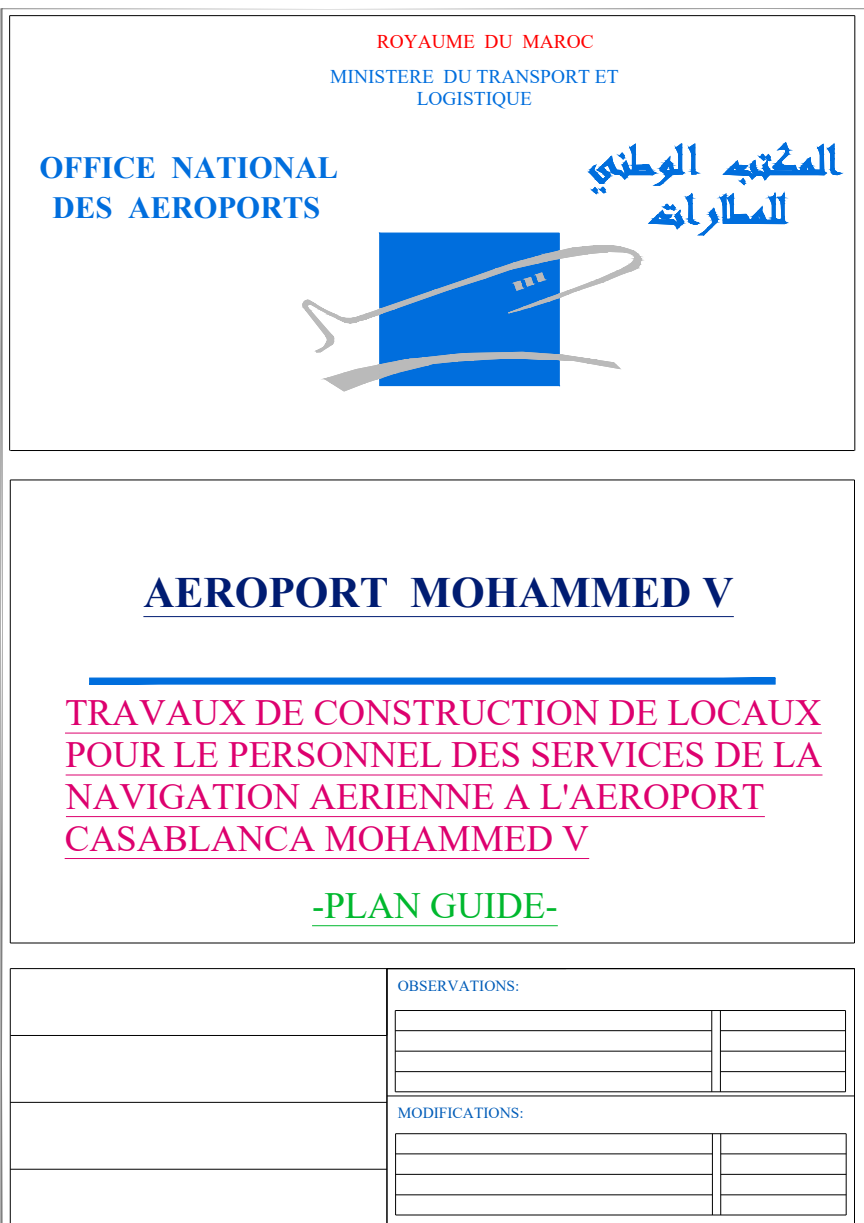 ROYAUME DU MAROC
MINISTERE DU TRANSPORT ET
LOGISTIQUE
OFFICE NATIONAL
DES AEROPORTS
المكتب الوطني
للمطارات
AEROPORT MOHAMMED V
TRAVAUX DE CONSTRUCTION DE LOCAUX
POUR LE PERSONNEL DES SERVICES DE LA
NAVIGATION AERIENNE A L'AEROPORT
CASABLANCA MOHAMMED V
-PLAN GUIDE-
OBSERVATIONS:
MODIFICATIONS: